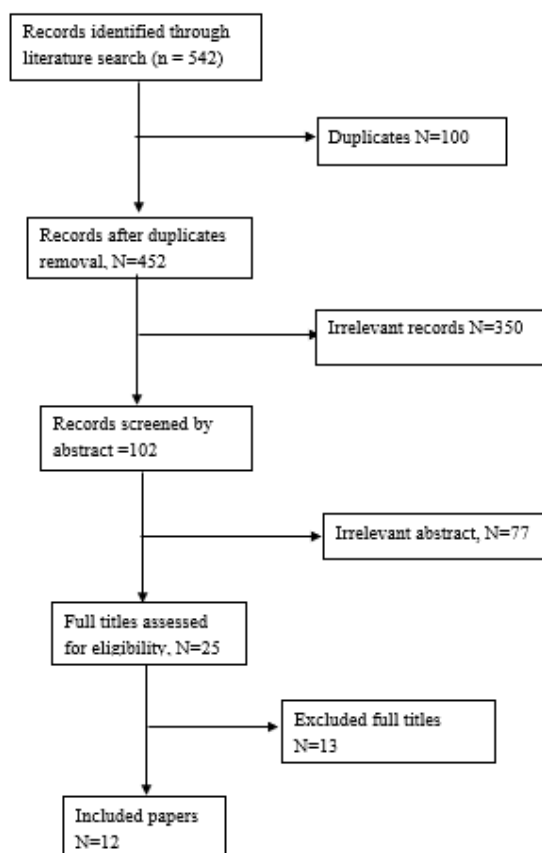 Records identified through
literature search (n = 542)
Duplicates N=100
Records after duplicates
removal, N=452
Irrelevant records N=350
Records screened by
abstract =102
Irrelevant abstract, N=77
Full titles assessed
for eligibility, N=25
Excluded full titles
N=13
Included papers
N=12